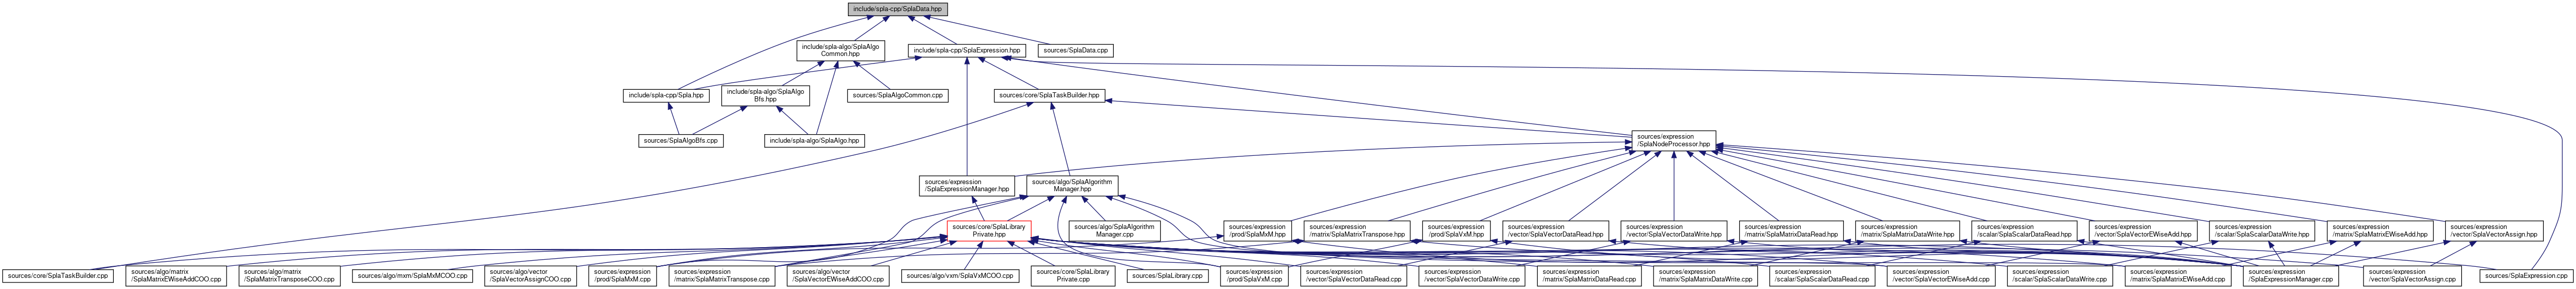 include/spla-cpp/SplaData.hpp
include/spla-algo/SplaAlgo
Common.hpp
include/spla-cpp/SplaExpression.hpp
sources/SplaData.cpp
include/spla-cpp/Spla.hpp
include/spla-algo/SplaAlgo
Bfs.hpp
sources/SplaAlgoCommon.cpp
sources/core/SplaTaskBuilder.hpp
sources/SplaAlgoBfs.cpp
include/spla-algo/SplaAlgo.hpp
sources/expression
/SplaNodeProcessor.hpp
sources/expression
/SplaExpressionManager.hpp
sources/algo/SplaAlgorithm
Manager.hpp
sources/core/SplaLibrary
Private.hpp
sources/algo/SplaAlgorithm
Manager.cpp
sources/expression
/prod/SplaMxM.hpp
sources/expression
/matrix/SplaMatrixTranspose.hpp
sources/expression
/prod/SplaVxM.hpp
sources/expression
/vector/SplaVectorDataRead.hpp
sources/expression
/vector/SplaVectorDataWrite.hpp
sources/expression
/matrix/SplaMatrixDataRead.hpp
sources/expression
/matrix/SplaMatrixDataWrite.hpp
sources/expression
/scalar/SplaScalarDataRead.hpp
sources/expression
/vector/SplaVectorEWiseAdd.hpp
sources/expression
/scalar/SplaScalarDataWrite.hpp
sources/expression
/matrix/SplaMatrixEWiseAdd.hpp
sources/expression
/vector/SplaVectorAssign.hpp
sources/core/SplaTaskBuilder.cpp
sources/algo/matrix
/SplaMatrixEWiseAddCOO.cpp
sources/algo/matrix
/SplaMatrixTransposeCOO.cpp
sources/algo/mxm/SplaMxMCOO.cpp
sources/algo/vector
/SplaVectorAssignCOO.cpp
sources/expression
/prod/SplaMxM.cpp
sources/expression
/matrix/SplaMatrixTranspose.cpp
sources/algo/vector
/SplaVectorEWiseAddCOO.cpp
sources/algo/vxm/SplaVxMCOO.cpp
sources/core/SplaLibrary
Private.cpp
sources/SplaLibrary.cpp
sources/expression
/prod/SplaVxM.cpp
sources/expression
/vector/SplaVectorDataRead.cpp
sources/expression
/vector/SplaVectorDataWrite.cpp
sources/expression
/matrix/SplaMatrixDataRead.cpp
sources/expression
/matrix/SplaMatrixDataWrite.cpp
sources/expression
/scalar/SplaScalarDataRead.cpp
sources/expression
/vector/SplaVectorEWiseAdd.cpp
sources/expression
/scalar/SplaScalarDataWrite.cpp
sources/expression
/matrix/SplaMatrixEWiseAdd.cpp
sources/expression
/SplaExpressionManager.cpp
sources/expression
/vector/SplaVectorAssign.cpp
sources/SplaExpression.cpp